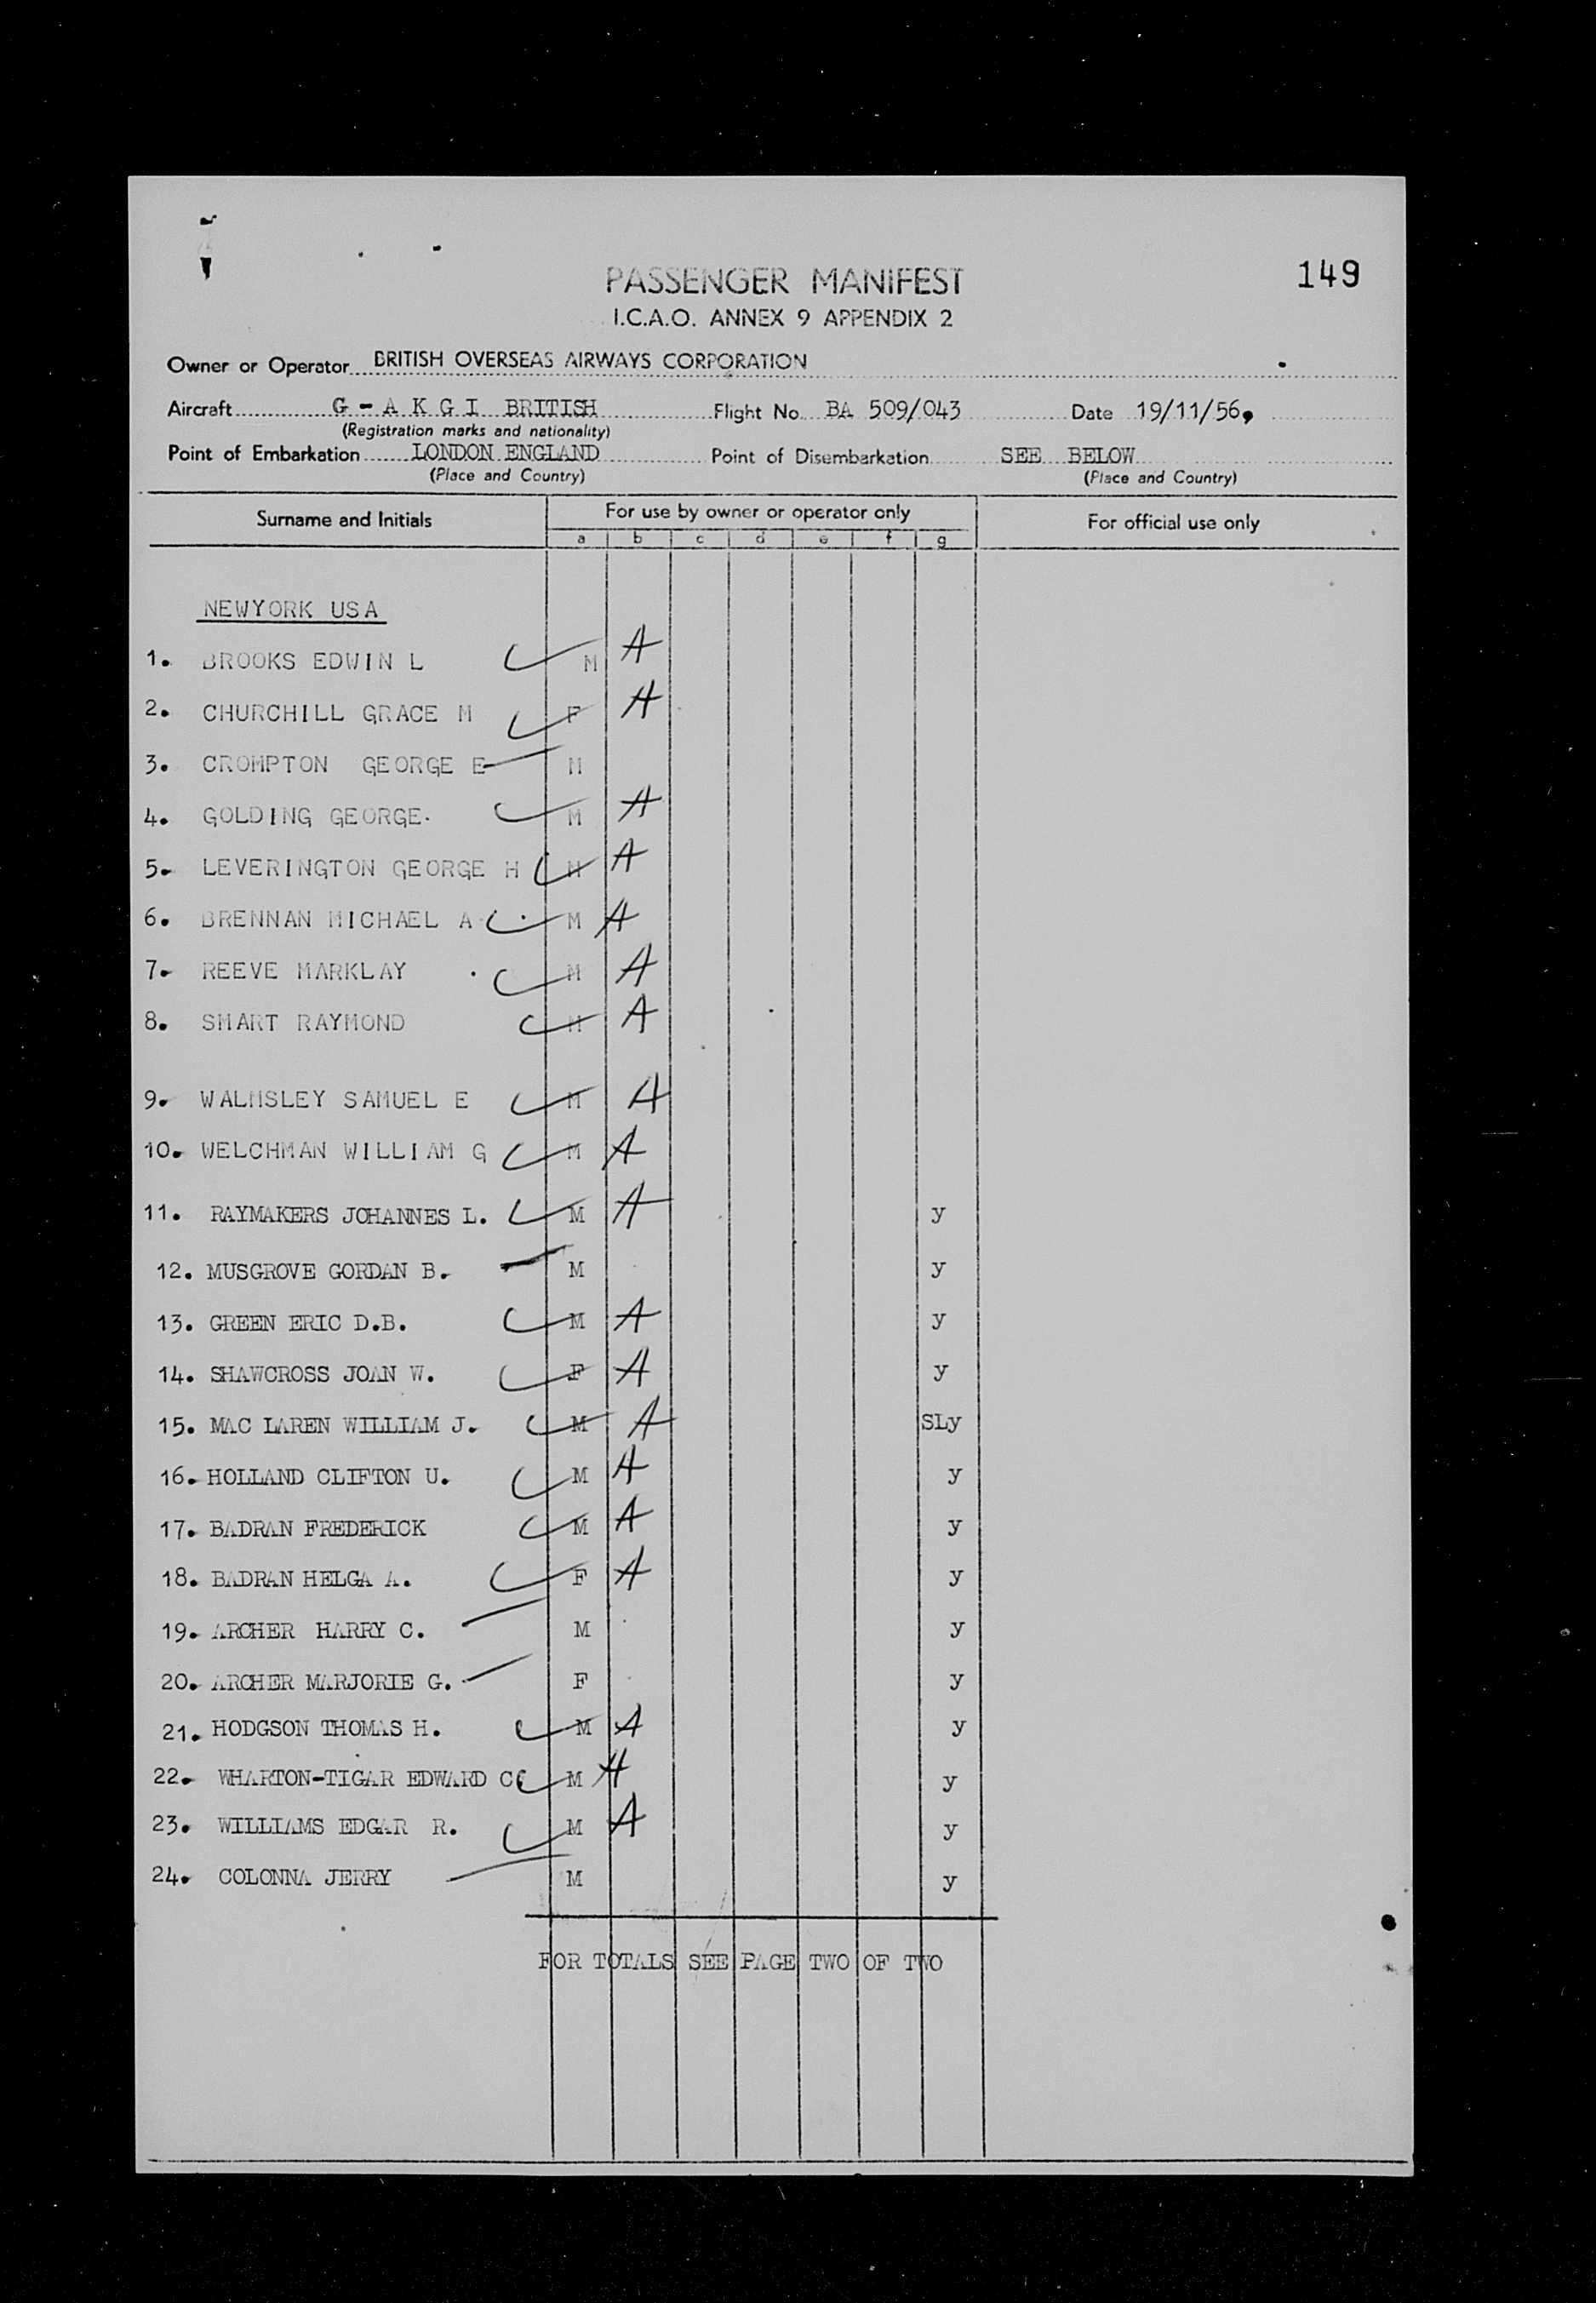 149
PASSENGER MANIFEST
I.C.A.O. ANNEX 9 APPENDIX 2
Owner or Operator BRITISH OVERSEAS AIRWAYS CORPORATION
Aircraft G - A K G I BRITISH Flight No. BA 509/043 Date 19/11/56,
(Registration marks and nationality)
Point of Embarkation LONDON ENGLAND Point of Disembarkation SEE BELOW
(Place and Country) (Place and Country)
Surname and Initials For use by owner or operator only For official use only
a b c d e f g
NEWYORK USA
1. BROOKS EDWIN L M A
2. CHURCHILL GRACE M F A
3. CROMPTON GEORGE E M
4. GOLDING GEORGE. M A
5. LEVERINGTON GEORGE H M A
6. BRENNAN MICHAEL A M A
7. REEVE MARKLAY M A
8. SMART RAYMOND M A
9. WALMSLEY SAMUEL E M A
10. WELCHMAN WILLIAM G M A
11. RAYMAKERS JOHANNES L. M A y
12. MUSGROVE GORDAN B. M y
13. GREEN ERIC D.B. M A y
14. SHAWCROSS JOAN W. F A y
15. MAC LAREN WILLIAM J. M A SLy
16. HOLLAND CLIFTON U. M A y
17. BADRAN FREDERICK M A y
18. BADRAN HELGA A. F A y
19. ARCHER HARRY C. M y
20. ARCHER MARJORIE G. F y
21. HODGSON THOMAS H. M A y
22. WHARTON-TIGAR EDWARD C M A y
23. WILLIAMS EDGAR R. M A y
24. COLONNA JERRY M y
FOR TOTALS SEE PAGE TWO OF TWO